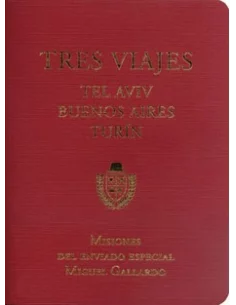 TRES VIAJES
TEL AVIV
BUENOS AIRES
TURÍN
MISIONES
DEL ENVIADO ESPECIAL
MIGUEL GALLARDO